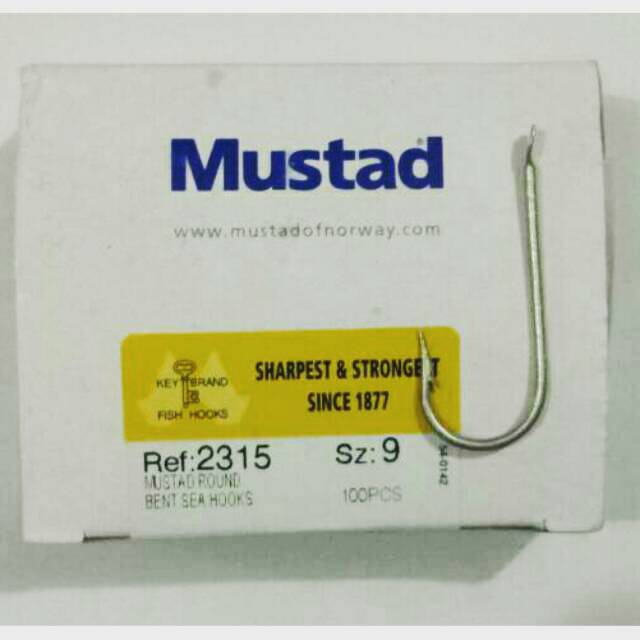 Mustad
www.mustadofnorway.com
KEY BRAND
FISH HOOKS
SHARPEST & STRONGEST
SINCE 1877
Ref:2315
Sz:9
MUSTAD ROUND
BENT SEA HOOKS
100PCS